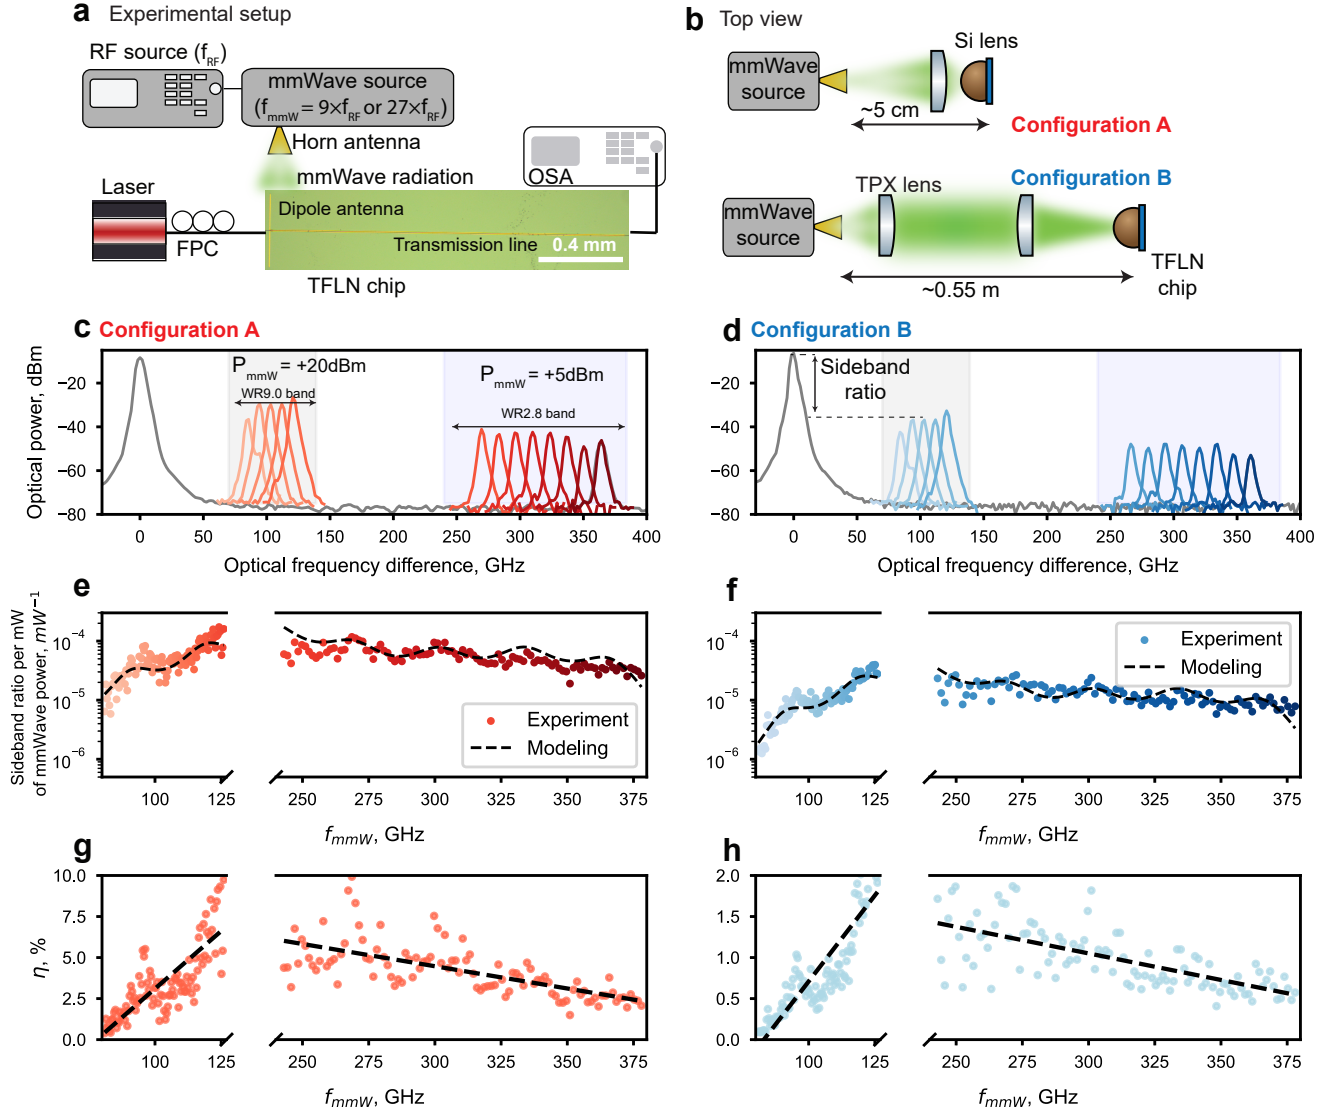 a Experimental setup
RF source (fRF)
mmWave source
(fmmW = 9×fRF or 27×fRF)
Horn antenna
mmWave radiation
OSA
Laser
FPC
Dipole antenna
Transmission line
0.4 mm
TFLN chip
b Top view
mmWave
source
Si lens
~5 cm
Configuration A
TPX lens
Configuration B
mmWave
source
~0.55 m
TFLN
chip
c Configuration A
Optical power, dBm
−20
−40
−60
−80
PmmW = +20dBm
WR9.0 band
PmmW = +5dBm
WR2.8 band
0 50 100 150 200 250 300 350 400
Optical frequency difference, GHz
d Configuration B
−20
−40
−60
−80
Sideband
ratio
0 50 100 150 200 250 300 350 400
Optical frequency difference, GHz
e
Sideband ratio per mW
of mmWave power, mW−1
10−4
10−5
10−6
Experiment
Modeling
100 125 250 275 300 325 350 375
fmmW, GHz
f
10−4
10−5
10−6
Experiment
Modeling
100 125 250 275 300 325 350 375
fmmW, GHz
g
η, %
10.0
7.5
5.0
2.5
0.0
100 125 250 275 300 325 350 375
fmmW, GHz
h
2.0
1.5
1.0
0.5
0.0
100 125 250 275 300 325 350 375
fmmW, GHz